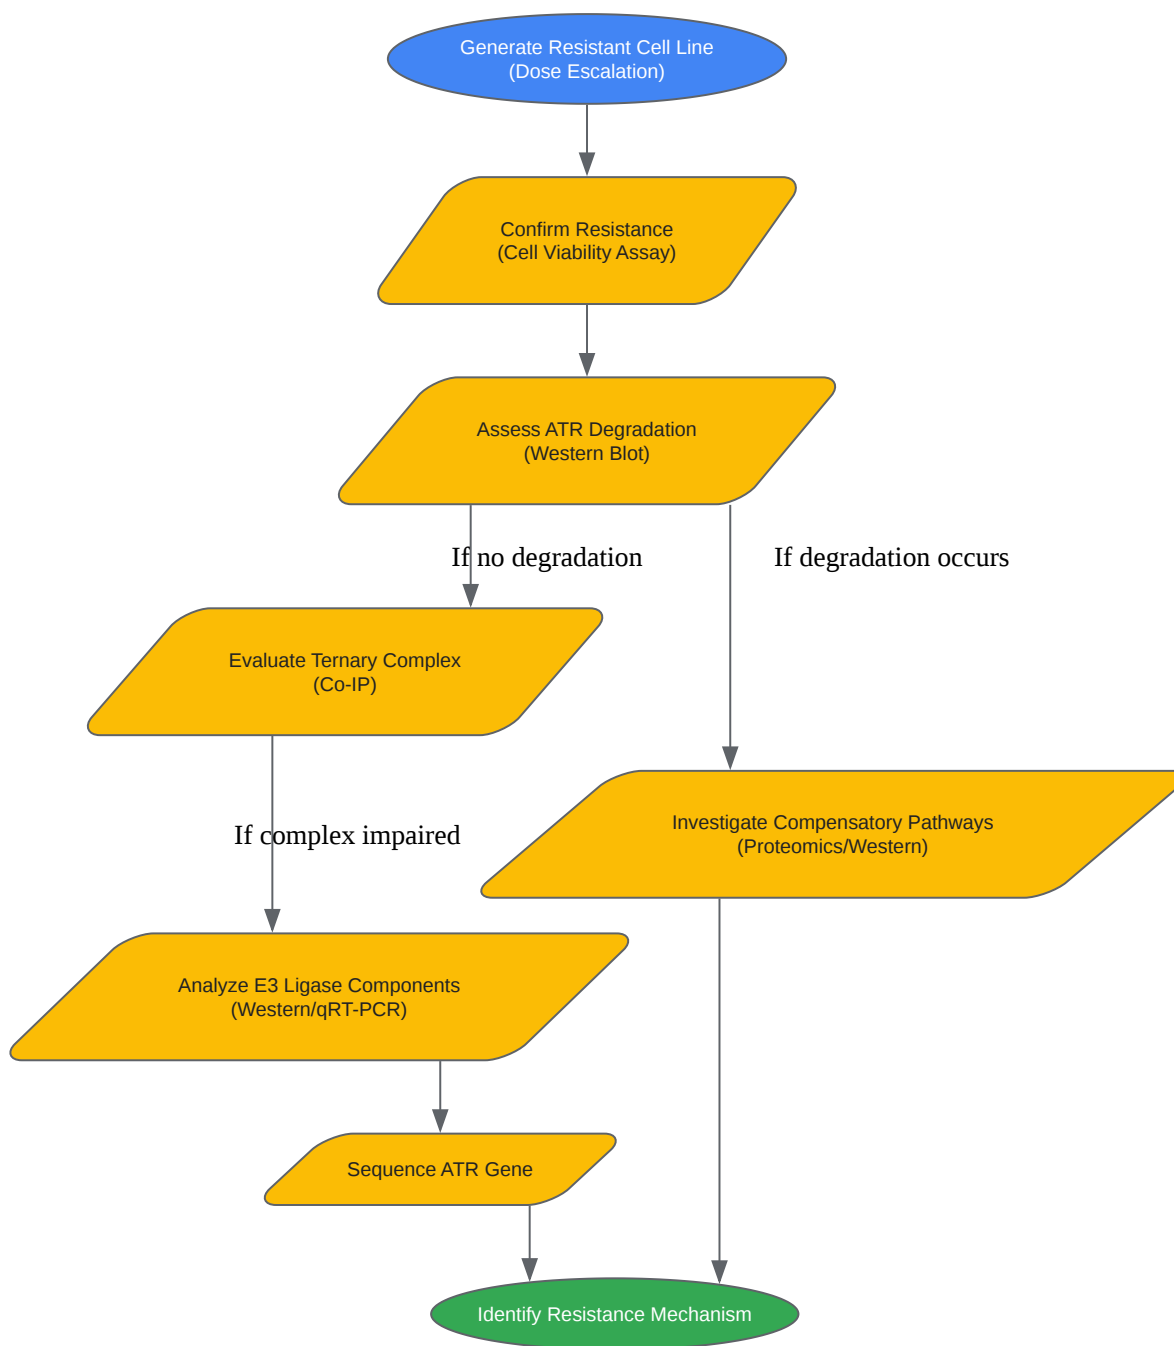 Generate Resistant Cell Line
(Dose Escalation)
Confirm Resistance
(Cell Viability Assay)
Assess ATR Degradation
(Western Blot)
If no degradation
If degradation occurs
Evaluate Ternary Complex
(Co-IP)
If complex impaired
Investigate Compensatory Pathways
(Proteomics/Western)
Analyze E3 Ligase Components
(Western/qRT-PCR)
Sequence ATR Gene
Identify Resistance Mechanism